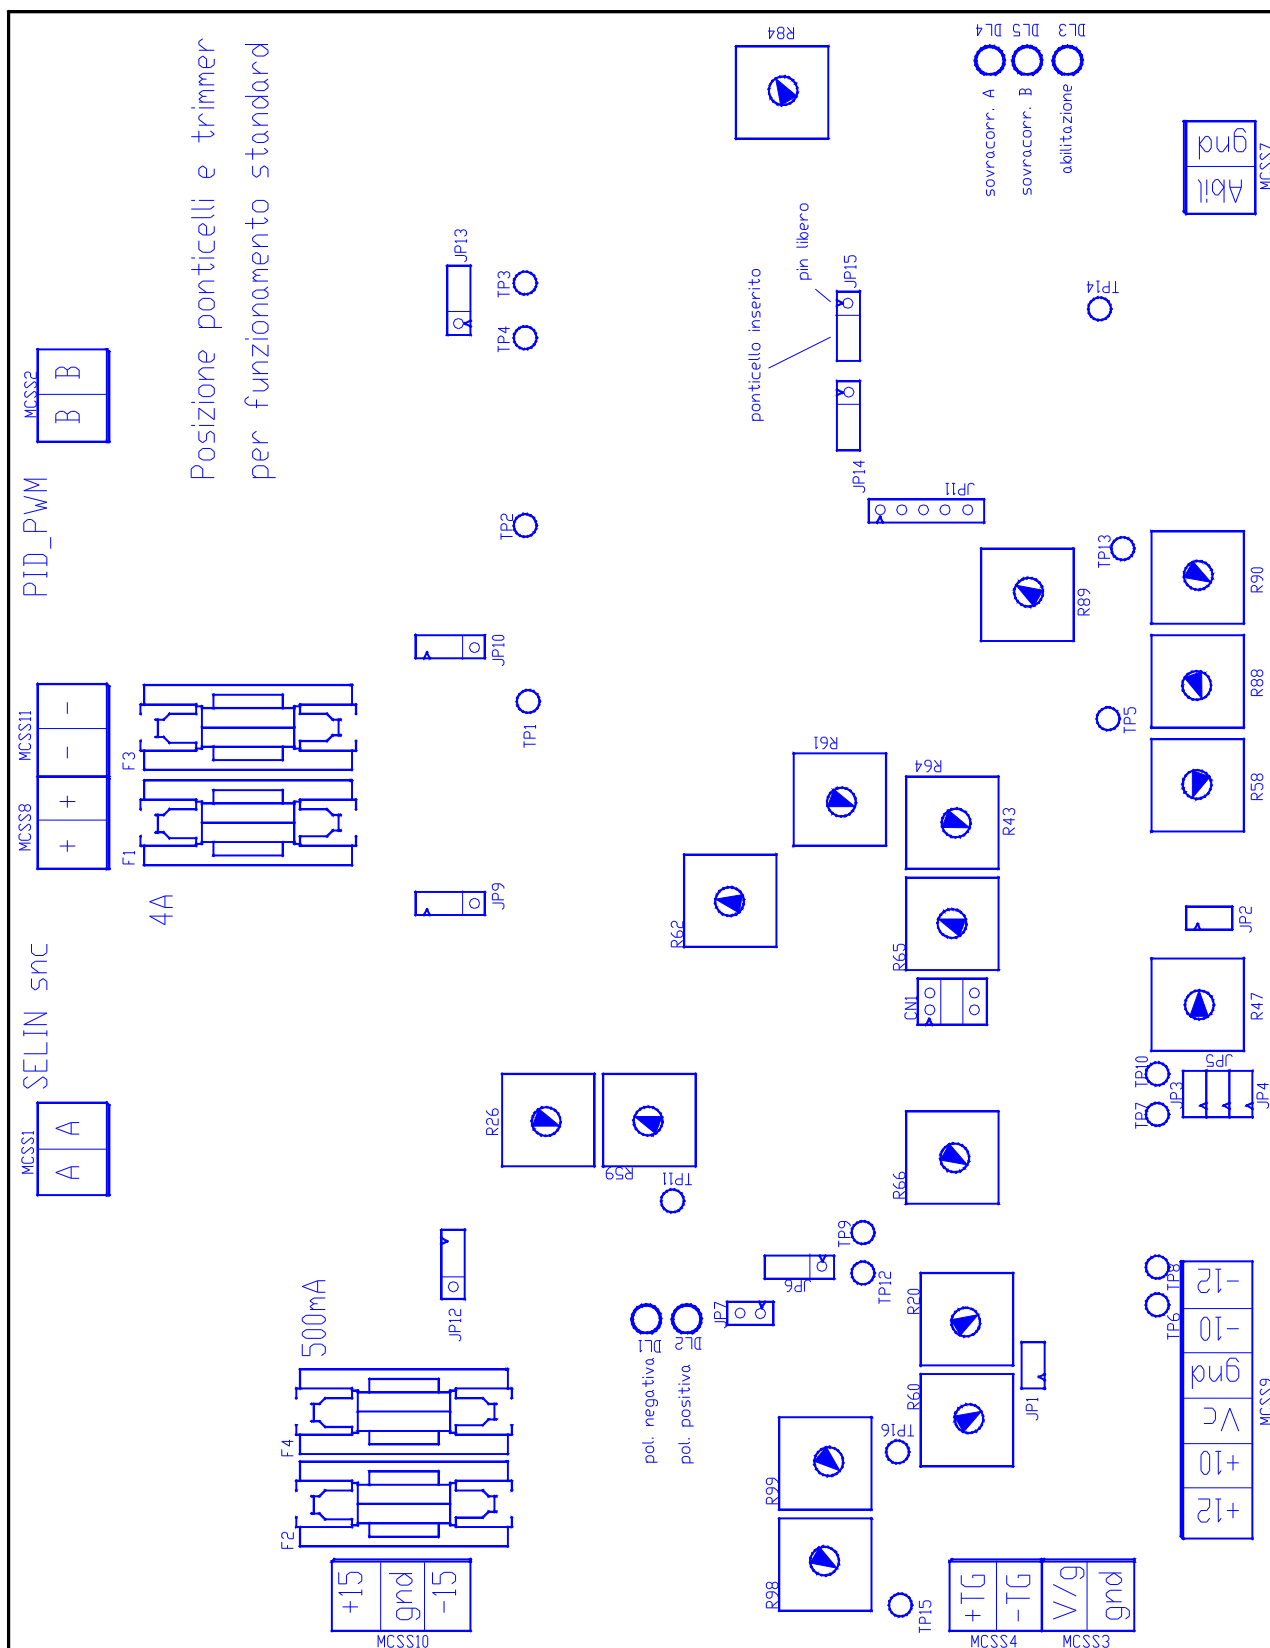 Posizione ponticelli e trimmer
per funzionamento standard
MCSS2
B B
PID_PWM
MCSS11
- -
MCSS8
+ +
F3
F1
4A
SELIN snc
MCSS1
A A
500mA
F4
F2
+15
gnd
-15
MCSS10
JP13
TP3
TP4
TP2
JP10
TP1
JP9
JP12
R84
DL4
DL5
DL3
sovracorr. A
sovracorr. B
abilitazione
gnd
Abil
MCSS7
pin libero
ponticello inserito
JP15
JP14
JP11
TP14
TP13
R89
R90
R88
R58
TP5
R61
R64
R43
R62
R65
CN1
JP2
R47
TP10
TP7
JP3
JP5
JP4
R26
R59
TP11
R66
TP9
TP12
JP6
JP7
DL1
DL2
pol. negativa
pol. positiva
R20
R60
JP1
TP16
R99
R98
TP15
TP8
TP6
-12
-10
gnd
Vc
+10
+12
MCSS9
+TG
-TG
MCSS4
V/g
gnd
MCSS3